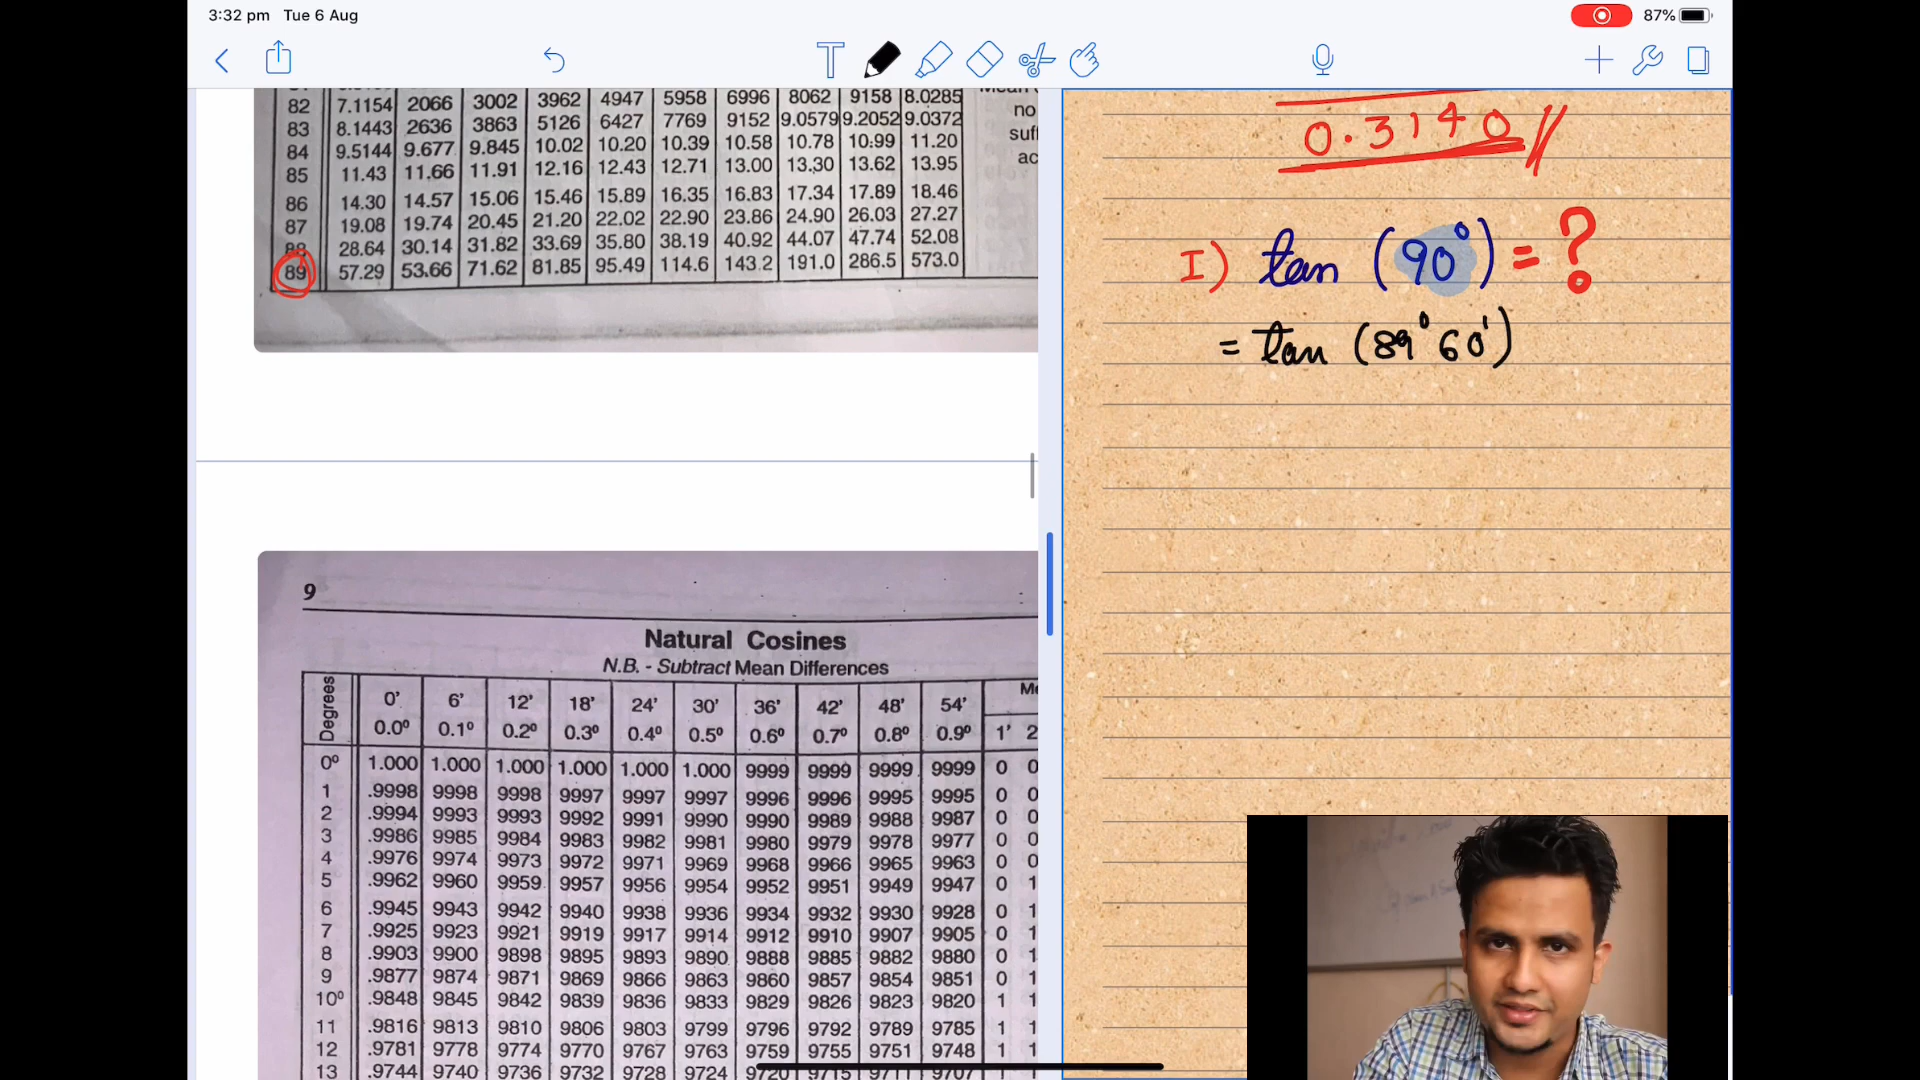 3:32 pm Tue 6 Aug
87%
82 7.1154 2066 3002 3962 4947 5958 6996 8062 9158 8.0285
83 8.1443 2636 3863 5126 6427 7769 9152 9.0579 9.2052 9.0372
84 9.5144 9.677 9.845 10.02 10.20 10.39 10.58 10.78 10.99 11.20
85 11.43 11.66 11.91 12.16 12.43 12.71 13.00 13.30 13.62 13.95
86 14.30 14.57 15.06 15.46 15.89 16.35 16.83 17.34 17.89 18.46
87 19.08 19.74 20.45 21.20 22.02 22.90 23.86 24.90 26.03 27.27
88 28.64 30.14 31.82 33.69 35.80 38.19 40.92 44.07 47.74 52.08
89 57.29 53.66 71.62 81.85 95.49 114.6 143.2 191.0 286.5 573.0
no
suf
ac
9
Natural Cosines
N.B. - Subtract Mean Differences
Degrees 0' 6' 12' 18' 24' 30' 36' 42' 48' 54'
0.0° 0.1° 0.2° 0.3° 0.4° 0.5° 0.6° 0.7° 0.8° 0.9° 1' 2
0° 1.000 1.000 1.000 1.000 1.000 1.000 9999 9999 9999 9999 0 0
1 .9998 9998 9998 9997 9997 9997 9996 9996 9995 9995 0 0
2 .9994 9993 9993 9992 9991 9990 9990 9989 9988 9987 0 0
3 .9986 9985 9984 9983 9982 9981 9980 9979 9978 9977 0 0
4 .9976 9974 9973 9972 9971 9969 9968 9966 9965 9963 0 0
5 .9962 9960 9959 9957 9956 9954 9952 9951 9949 9947 0 1
6 .9945 9943 9942 9940 9938 9936 9934 9932 9930 9928 0 1
7 .9925 9923 9921 9919 9917 9914 9912 9910 9907 9905 0 1
8 .9903 9900 9898 9895 9893 9890 9888 9885 9882 9880 0 1
9 .9877 9874 9871 9869 9866 9863 9860 9857 9854 9851 0 1
10° .9848 9845 9842 9839 9836 9833 9829 9826 9823 9820 1 1
11 .9816 9813 9810 9806 9803 9799 9796 9792 9789 9785 1 1
12 .9781 9778 9774 9770 9767 9763 9759 9755 9751 9748 1 1
13 .9744 9740 9736 9732 9728 9724 9720 9715 9711 9707
0.3140
I) tan (90°) = ?
= tan (89° 60')